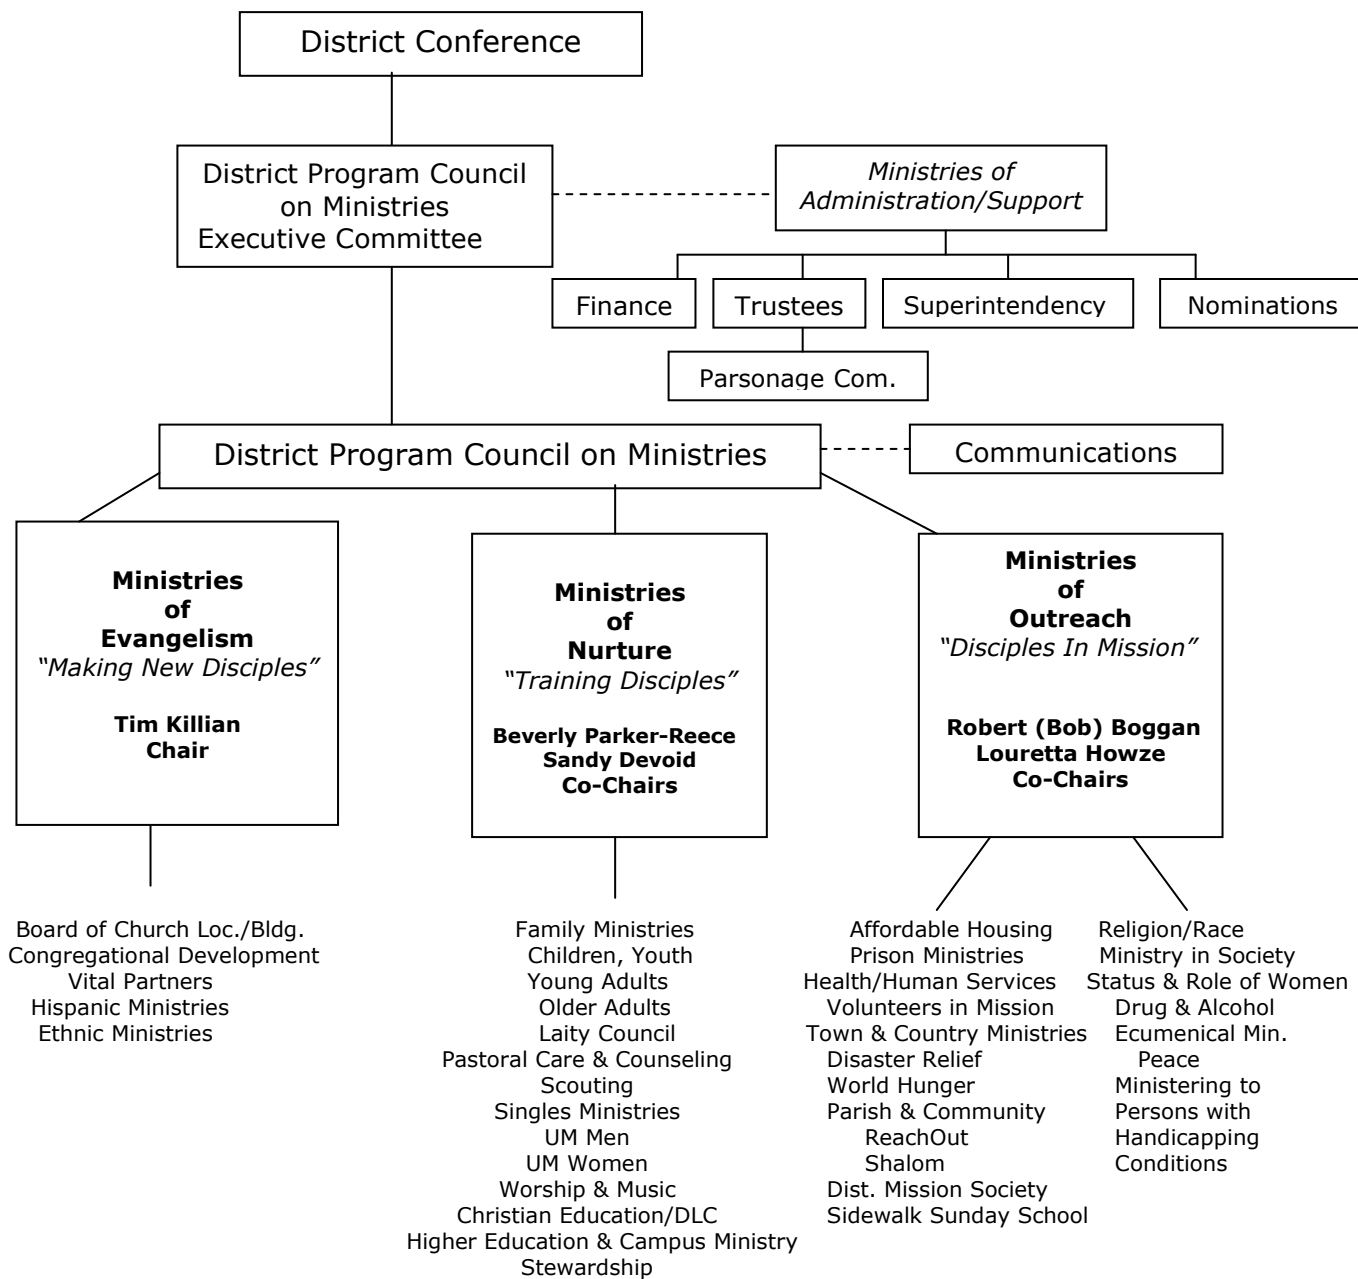 District Conference
District Program Council
on Ministries
Executive Committee
Ministries of
Administration/Support
Finance
Trustees
Superintendency
Nominations
Parsonage Com.
District Program Council on Ministries
Communications
Ministries
of
Evangelism
“Making New Disciples”
Tim Killian
Chair
Ministries
of
Nurture
“Training Disciples”
Beverly Parker-Reece
Sandy Devoid
Co-Chairs
Ministries
of
Outreach
“Disciples In Mission”
Robert (Bob) Boggan
Louretta Howze
Co-Chairs
Board of Church Loc./Bldg.
Congregational Development
Vital Partners
Hispanic Ministries
Ethnic Ministries
Family Ministries
Children, Youth
Young Adults
Older Adults
Laity Council
Pastoral Care & Counseling
Scouting
Singles Ministries
UM Men
UM Women
Worship & Music
Christian Education/DLC
Higher Education & Campus Ministry
Stewardship
Affordable Housing
Prison Ministries
Health/Human Services
Volunteers in Mission
Town & Country Ministries
Disaster Relief
World Hunger
Parish & Community
ReachOut
Shalom
Dist. Mission Society
Sidewalk Sunday School
Religion/Race
Ministry in Society
Status & Role of Women
Drug & Alcohol
Ecumenical Min.
Peace
Ministering to
Persons with
Handicapping
Conditions